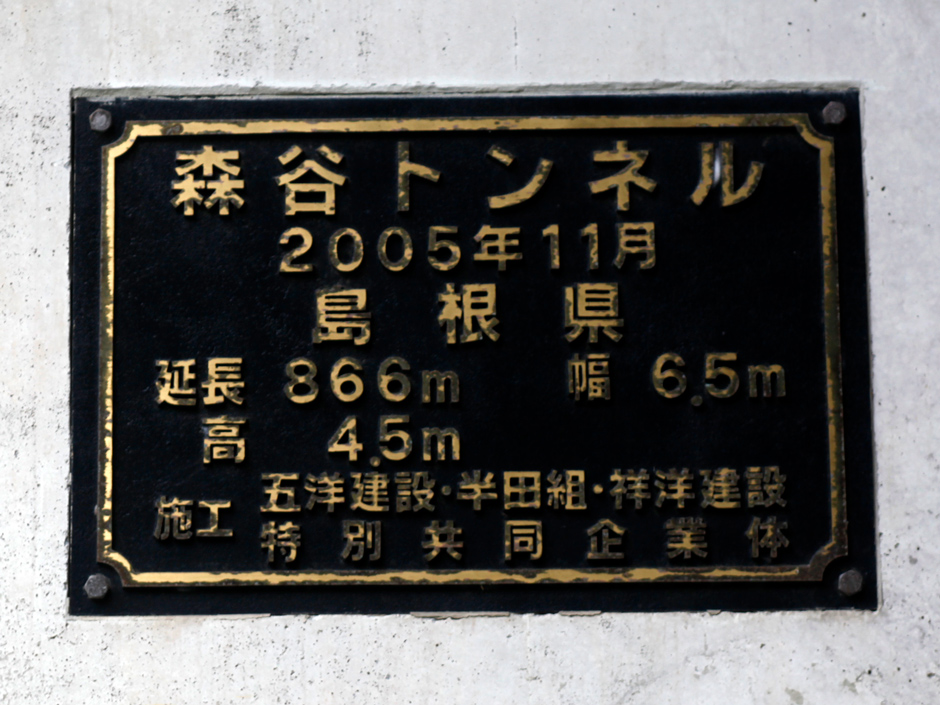 森谷トンネル
2005年11月
島根県
延長 866m 幅 6.5m
高 4.5m
施工 五洋建設・半田組・祥洋建設
特別共同企業体